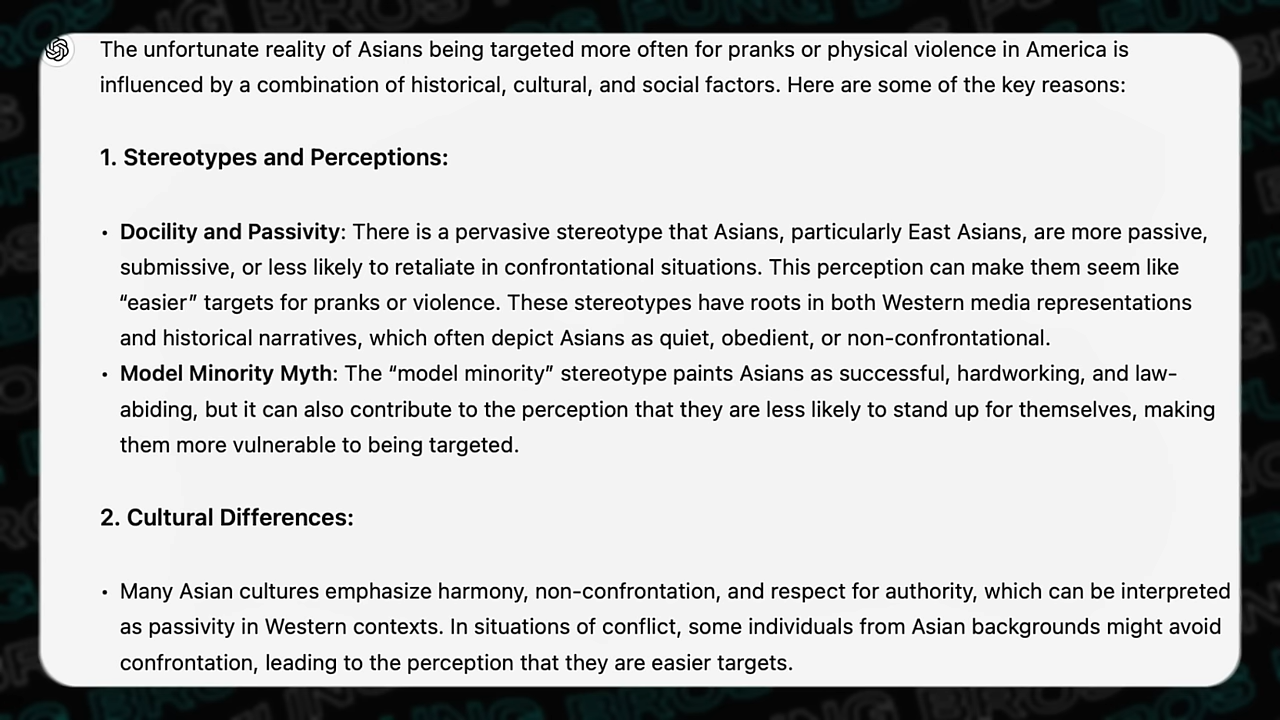 The unfortunate reality of Asians being targeted more often for pranks or physical violence in America is
influenced by a combination of historical, cultural, and social factors. Here are some of the key reasons:
1. Stereotypes and Perceptions:
• Docility and Passivity: There is a pervasive stereotype that Asians, particularly East Asians, are more passive,
submissive, or less likely to retaliate in confrontational situations. This perception can make them seem like
“easier” targets for pranks or violence. These stereotypes have roots in both Western media representations
and historical narratives, which often depict Asians as quiet, obedient, or non-confrontational.
• Model Minority Myth: The “model minority” stereotype paints Asians as successful, hardworking, and law-
abiding, but it can also contribute to the perception that they are less likely to stand up for themselves, making
them more vulnerable to being targeted.
2. Cultural Differences:
• Many Asian cultures emphasize harmony, non-confrontation, and respect for authority, which can be interpreted
as passivity in Western contexts. In situations of conflict, some individuals from Asian backgrounds might avoid
confrontation, leading to the perception that they are easier targets.